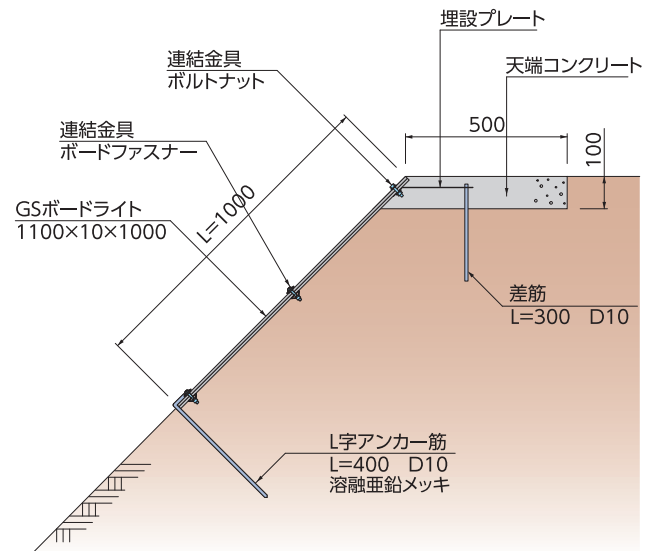 埋設プレート
連結金具
ボルトナット
天端コンクリート
500
100
連結金具
ボードファスナー
L=1000
GSボードライト
1100×10×1000
差筋
L=300 D10
L字アンカー筋
L=400 D10
溶融亜鉛メッキ